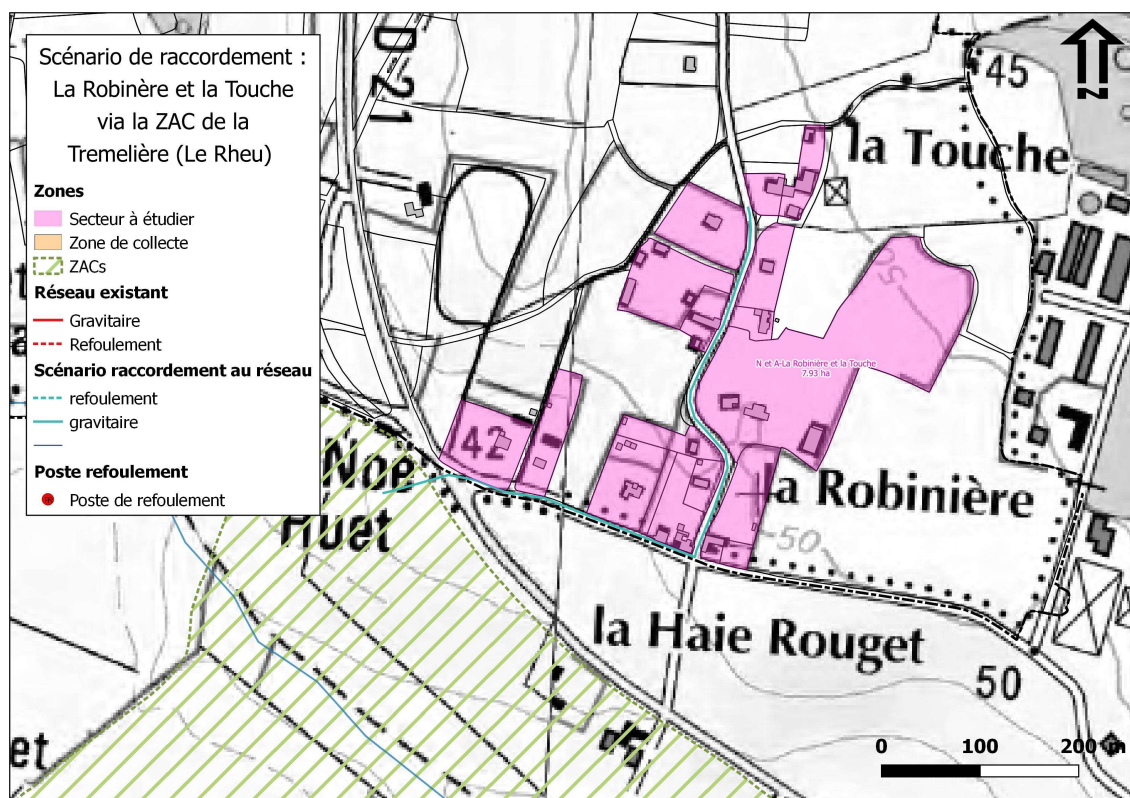 Scénario de raccordement :
La Robinère et la Touche
via la ZAC de la
Tremelière (Le Rheu)
Zones
Secteur à étudier
Zone de collecte
ZACs
Réseau existant
Gravitaire
Refoulement
Scénario raccordement au réseau
refoulement
gravitaire
Poste refoulement
Poste de refoulement
D 21
45
N
la Touche
50
N et A-La Robinière et la Touche
7.93 ha
42
Noe
Huet
la Robinière
50
la Haie Rouget
50
et
0 100 200 m